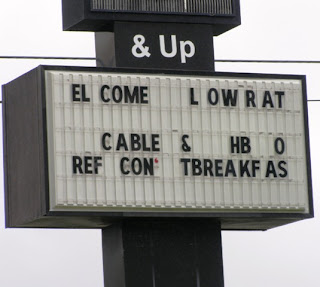 & Up
EL COME LOWRAT
CABLE & HB O
REF CON' TBREAKFAS